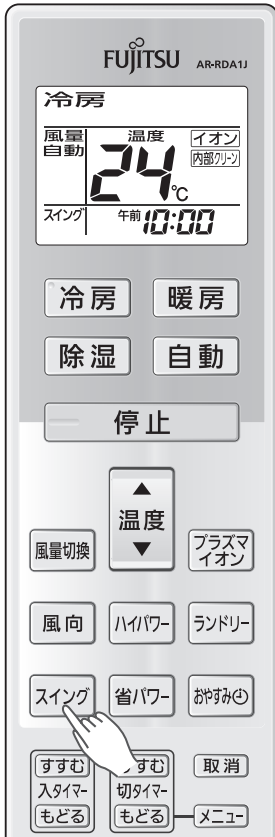 FUJITSU AR-RDA1J
冷房
風量 温度 イオン
自動 24℃ 内部クリーン
スイング 午前10:00
冷房 暖房
除湿 自動
停止
▲
温度
▼
風量切換 プラズマ
イオン
風向 ハイパワー ランドリー
スイング 省パワー おやすみ
すすむ すすむ 取消
入タイマー 切タイマー
もどる もどる メニュー